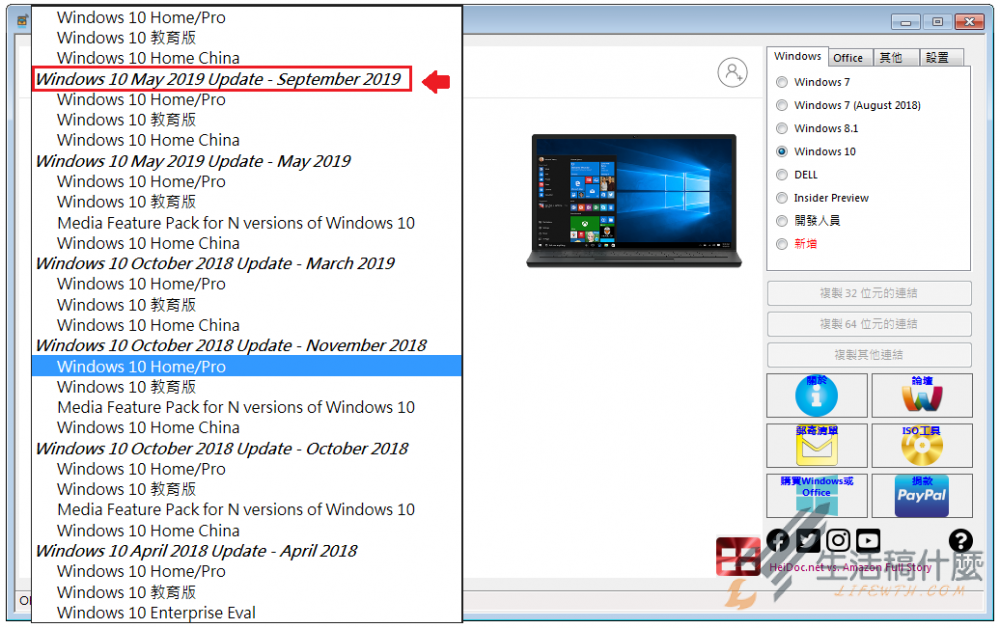 Windows 10 Home/Pro
Windows 10 教育版
Windows 10 Home China
Windows 10 May 2019 Update - September 2019
Windows 10 Home/Pro
Windows 10 教育版
Windows 10 Home China
Windows 10 May 2019 Update - May 2019
Windows 10 Home/Pro
Windows 10 教育版
Media Feature Pack for N versions of Windows 10
Windows 10 Home China
Windows 10 October 2018 Update - March 2019
Windows 10 Home/Pro
Windows 10 教育版
Windows 10 Home China
Windows 10 October 2018 Update - November 2018
Windows 10 Home/Pro
Windows 10 教育版
Media Feature Pack for N versions of Windows 10
Windows 10 Home China
Windows 10 October 2018 Update - October 2018
Windows 10 Home/Pro
Windows 10 教育版
Media Feature Pack for N versions of Windows 10
Windows 10 Home China
Windows 10 April 2018 Update - April 2018
Windows 10 Home/Pro
Windows 10 教育版
Windows 10 Enterprise Eval
Windows Office 其他 設置
Windows 7
Windows 7 (August 2018)
Windows 8.1
Windows 10
DELL
Insider Preview
開發人員
新增
複製 32 位元的連結
複製 64 位元的連結
複製其他連結
關於
論壇
郵寄清單
ISO工具
購買Windows或
Office
捐款
PayPal
HeiDoc.net vs. Amazon Full Story
生活稿什麼
LIFEWTH.COM